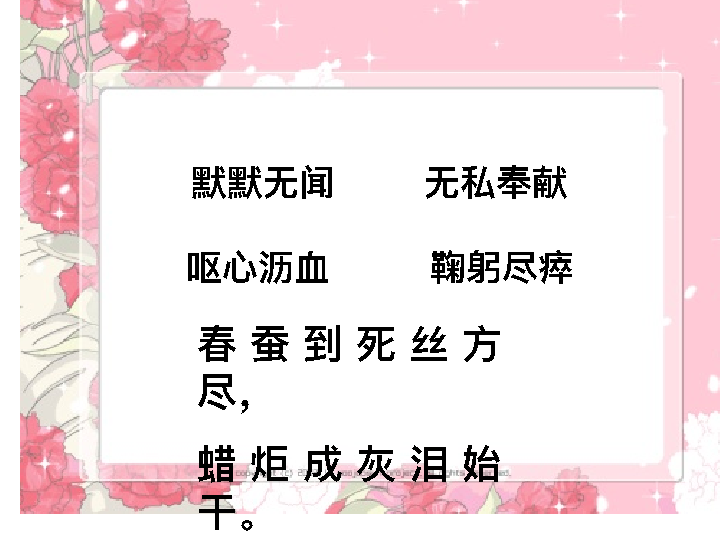 默默无闻 无私奉献
呕心沥血 鞠躬尽瘁
春蚕到死丝方
尽，
蜡炬成灰泪始
干。